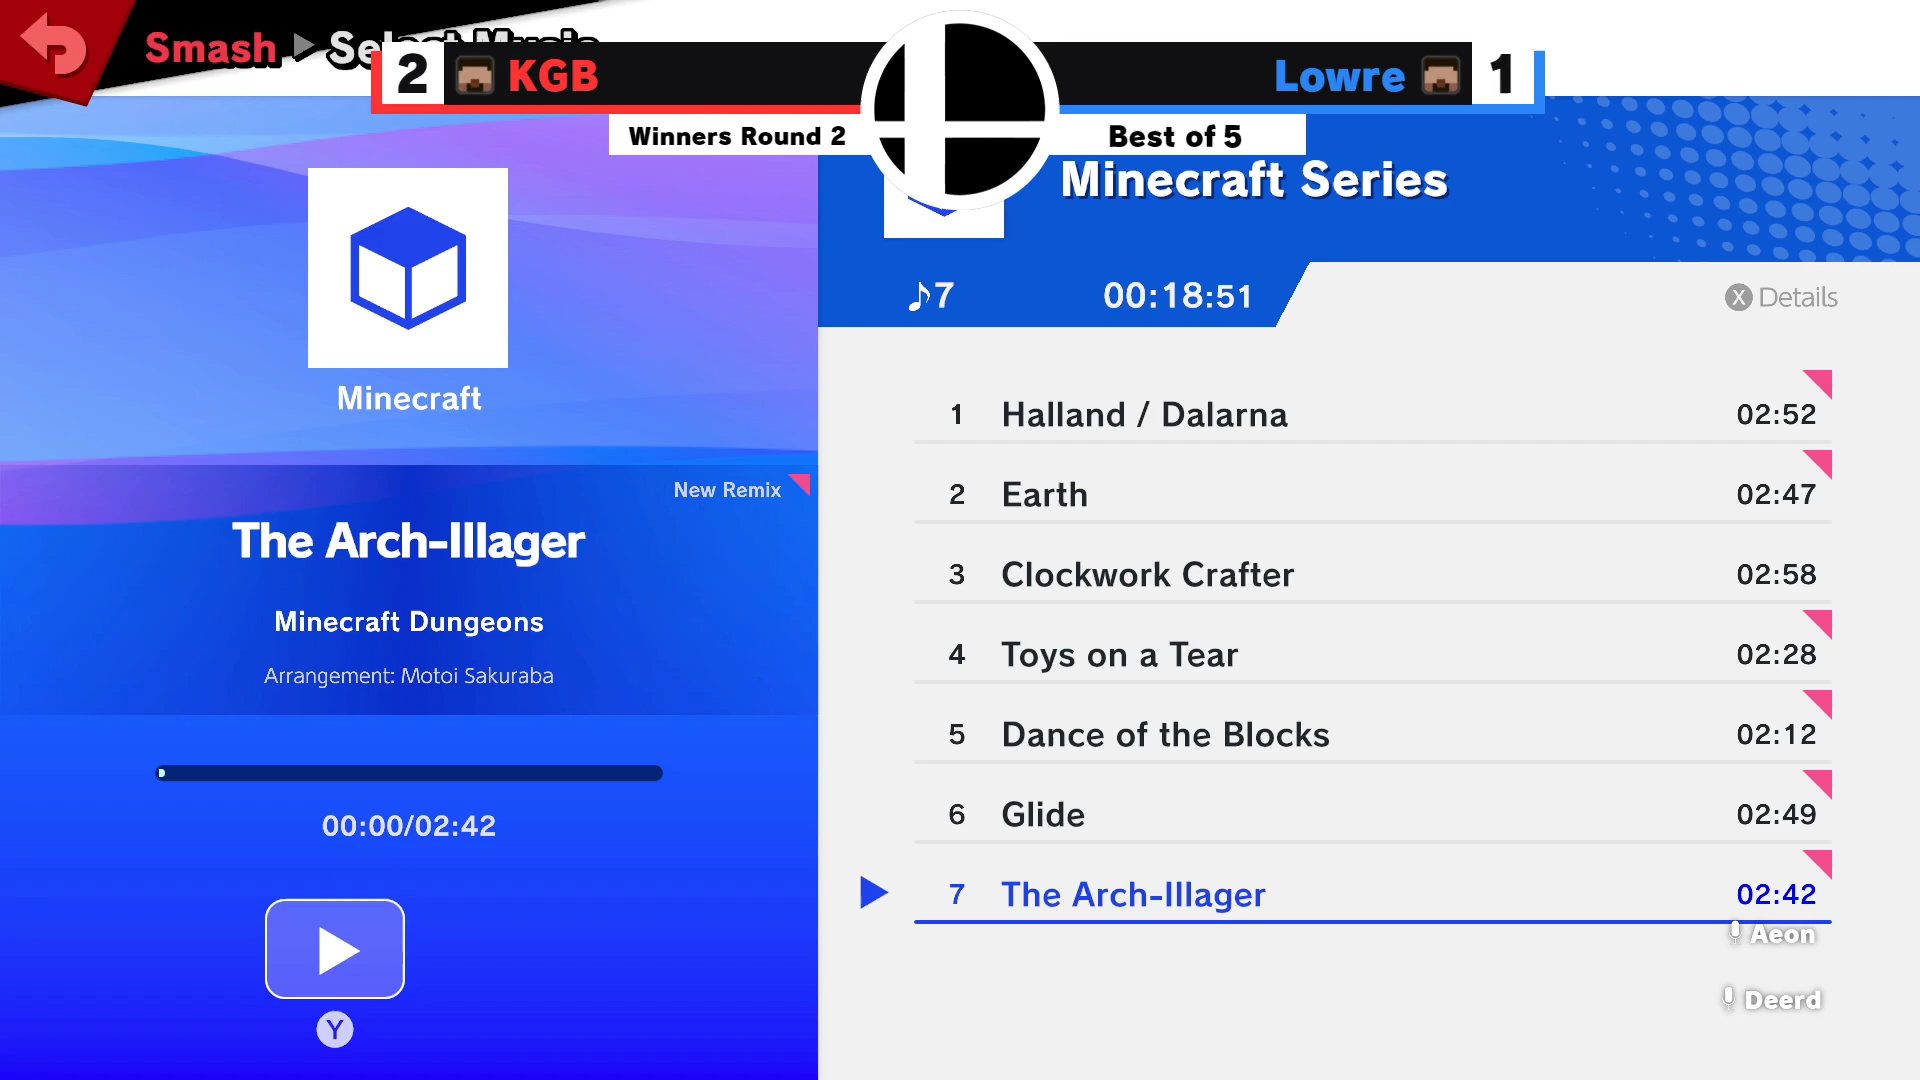 Smash ▶ Select Music
2 KGB
Lowre 1
Winners Round 2
Best of 5
Minecraft Series
♪7 00:18:51
X Details
Minecraft
New Remix
The Arch-Illager
Minecraft Dungeons
Arrangement: Motoi Sakuraba
00:00/02:42
Y
1 Halland / Dalarna 02:52
2 Earth 02:47
3 Clockwork Crafter 02:58
4 Toys on a Tear 02:28
5 Dance of the Blocks 02:12
6 Glide 02:49
7 The Arch-Illager 02:42
Aeon
Deerd